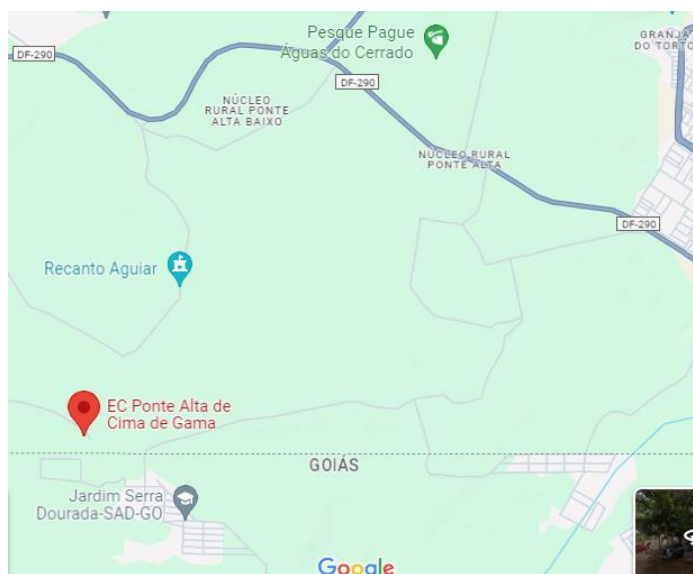 Pesque Pague
Águas do Cerrado
GRANJA
DO TORTO
DF-290
DF-290
NÚCLEO
RURAL PONTE
ALTA BAIXO
NÚCLEO RURAL
PONTE ALTA
DF-290
Recanto Aguiar
EC Ponte Alta de
Cima de Gama
GOIÁS
Jardim Serra
Dourada-SAD-GO
Google